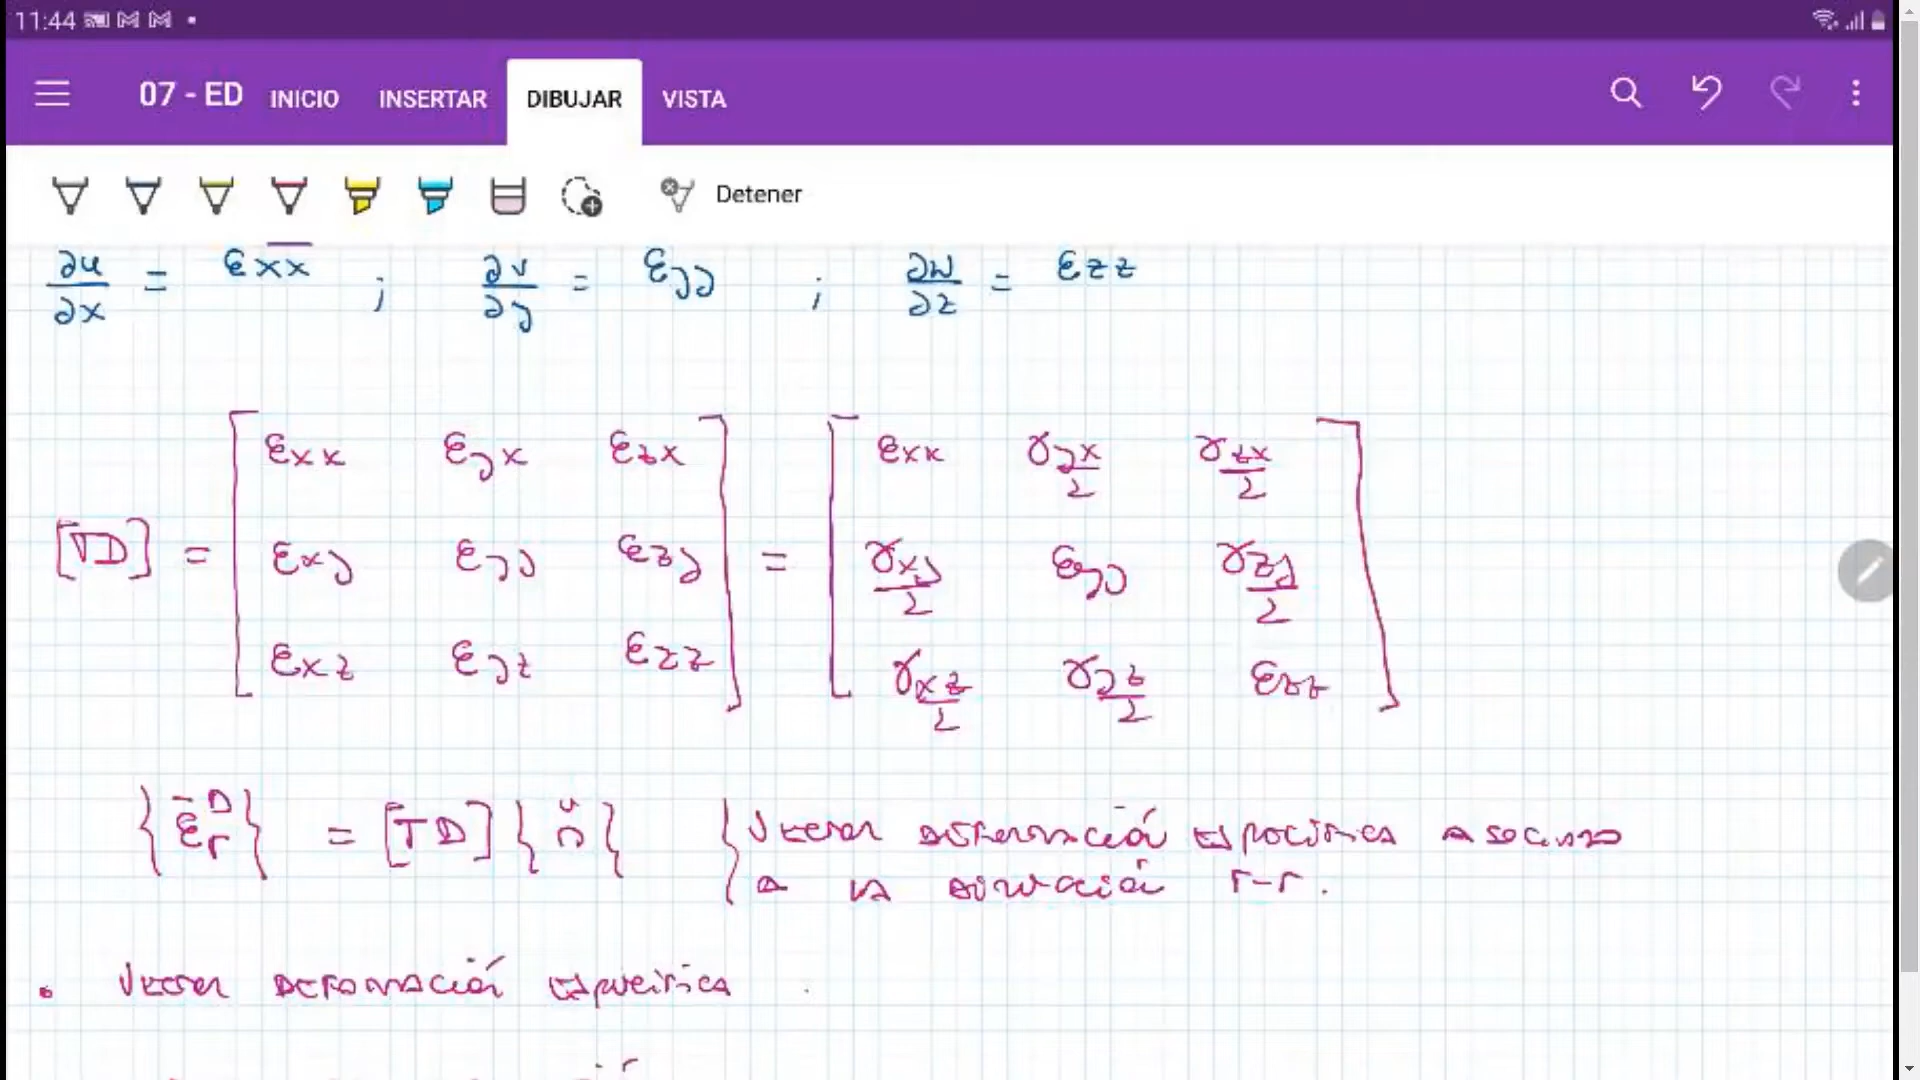 11:44
07 - ED INICIO INSERTAR DIBUJAR VISTA
Detener
∂u/∂x = εxx ; ∂v/∂y = εyy ; ∂w/∂z = εzz
[TD] = [ εxx εyx εzx ; εxy εyy εzy ; εxz εyz εzz ] = [ εxx γyx/2 γzx/2 ; γxy/2 εyy γzy/2 ; γxz/2 γyz/2 εzz ]
{ε̄rᴰ} = [TD] {ň} { Vector deformación específica asociado
a la dirección r-r.
• Vector deformación específica